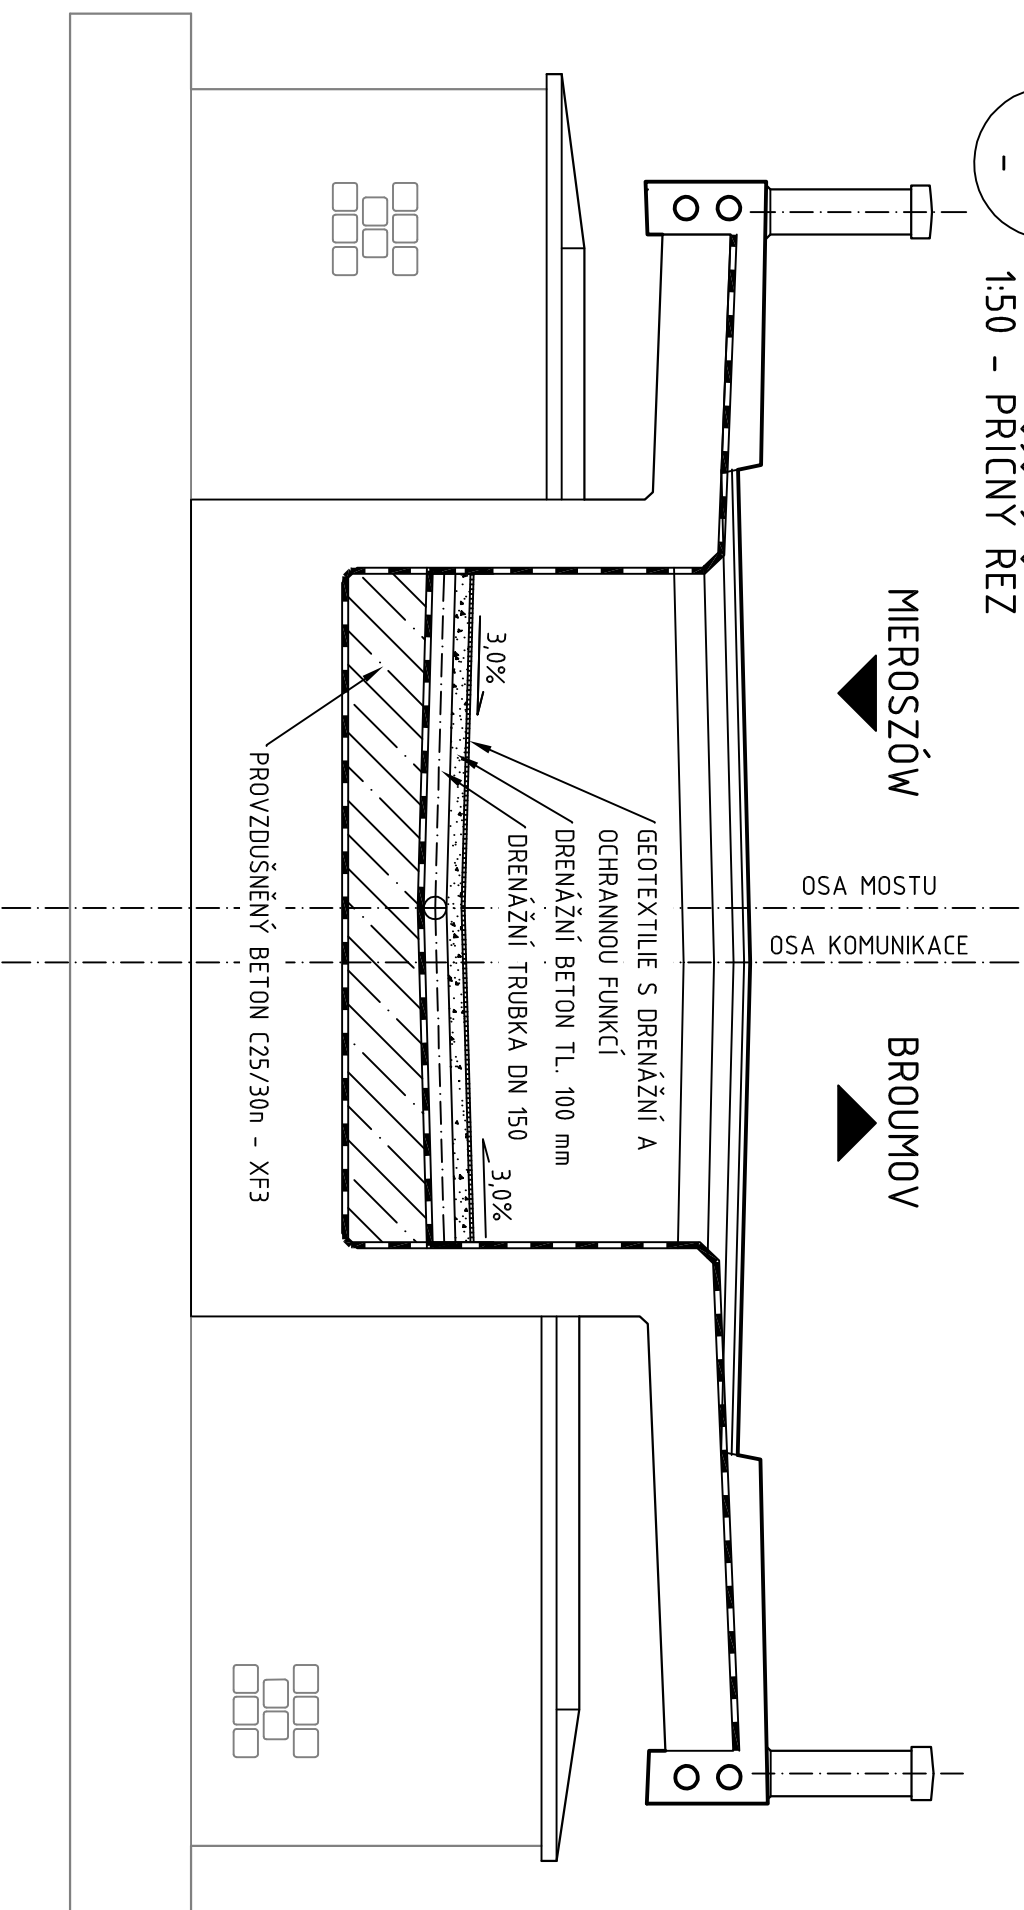 -
1:50 - PŘÍČNÝ ŘEZ
MIEROSZÓW
BROUMOV
OSA MOSTU
OSA KOMUNIKACE
3,0%
3,0%
GEOTEXTILIE S DRENÁŽNÍ A
OCHRANNOU FUNKCÍ
DRENÁŽNÍ BETON TL. 100 mm
DRENÁŽNÍ TRUBKA DN 150
PROVZDUŠNĚNÝ BETON C25/30n - XF3